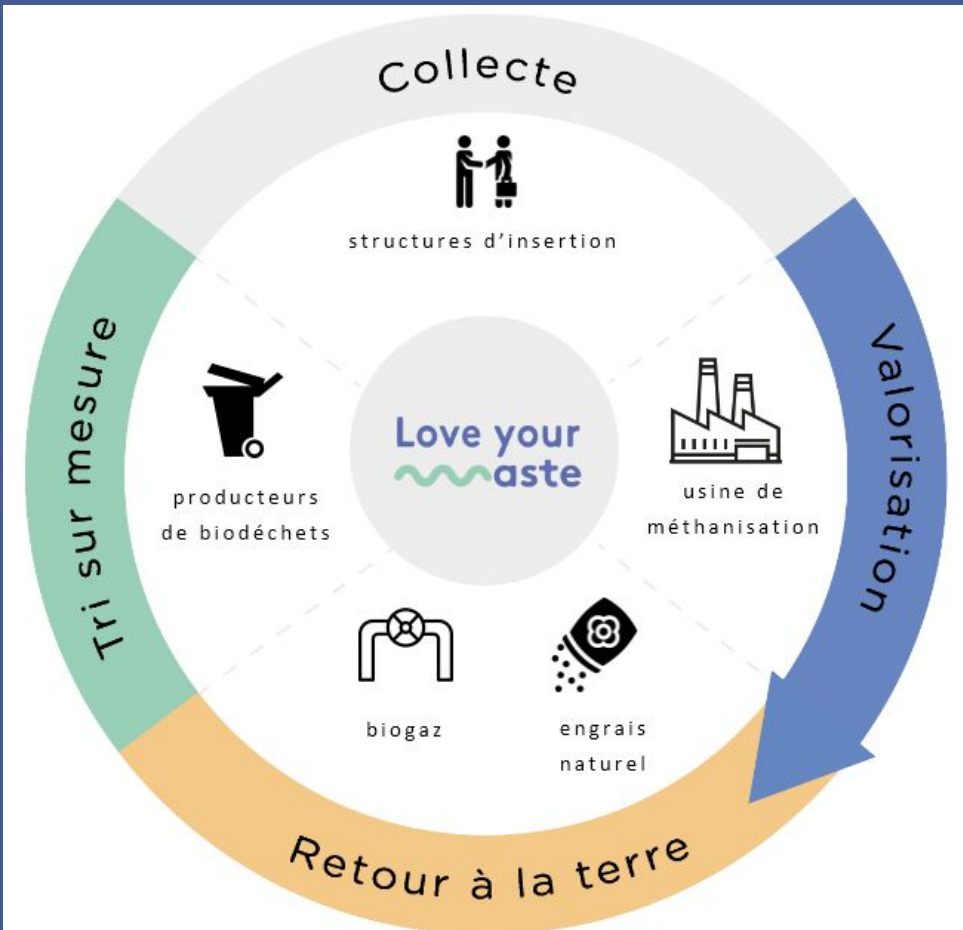 Collecte
structures d’insertion
Tri sur mesure
producteurs
de biodéchets
Love your
aste
usine de
méthanisation
Valorisation
biogaz
engrais
naturel
Retour à la terre